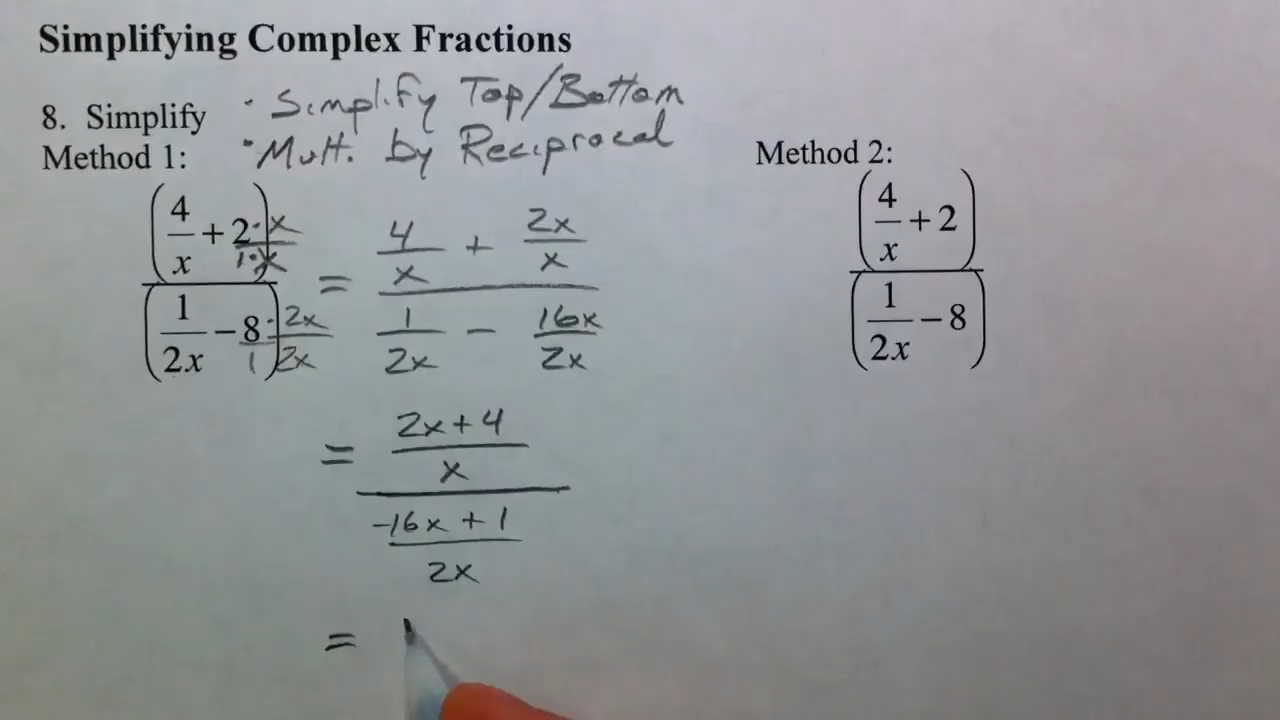 Simplifying Complex Fractions
8. Simplify · Simplify Top/Bottom
Method 1: · Mult. by Reciprocal
(4/x + 2/1 · x/x) / (1/2x - 8/1 · 2x/2x) = (4/x + 2x/x) / (1/2x - 16x/2x)
= ((2x+4)/x) / ((-16x+1)/2x)
=
Method 2:
(4/x + 2) / (1/2x - 8)